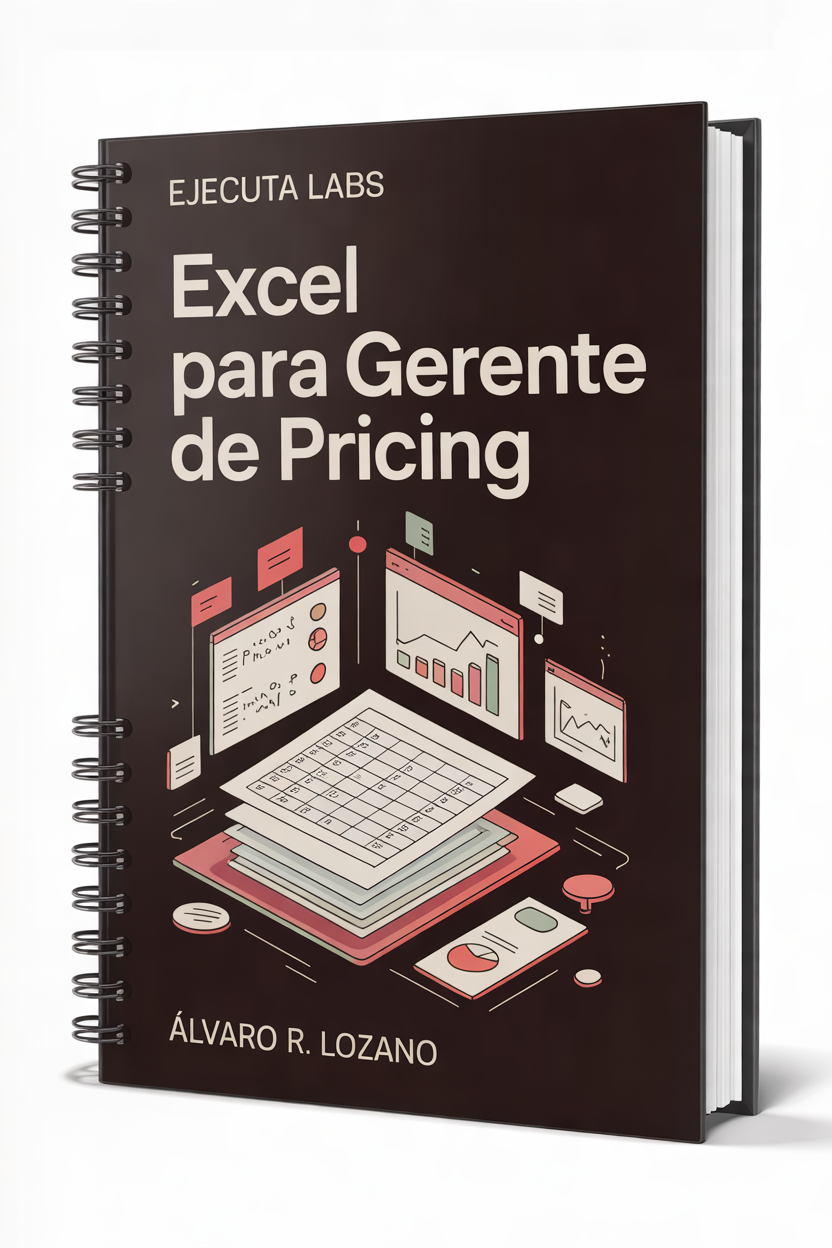 EJECUTA LABS
Excel
para Gerente
de Pricing
ÁLVARO R. LOZANO